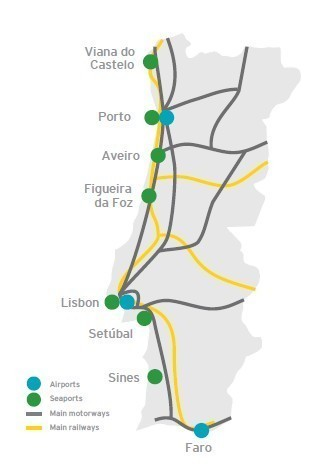 Viana do
Castelo
Porto
Aveiro
Figueira
da Foz
Lisbon
Setúbal
Sines
Airports
Seaports
Main motorways
Main railways
Faro